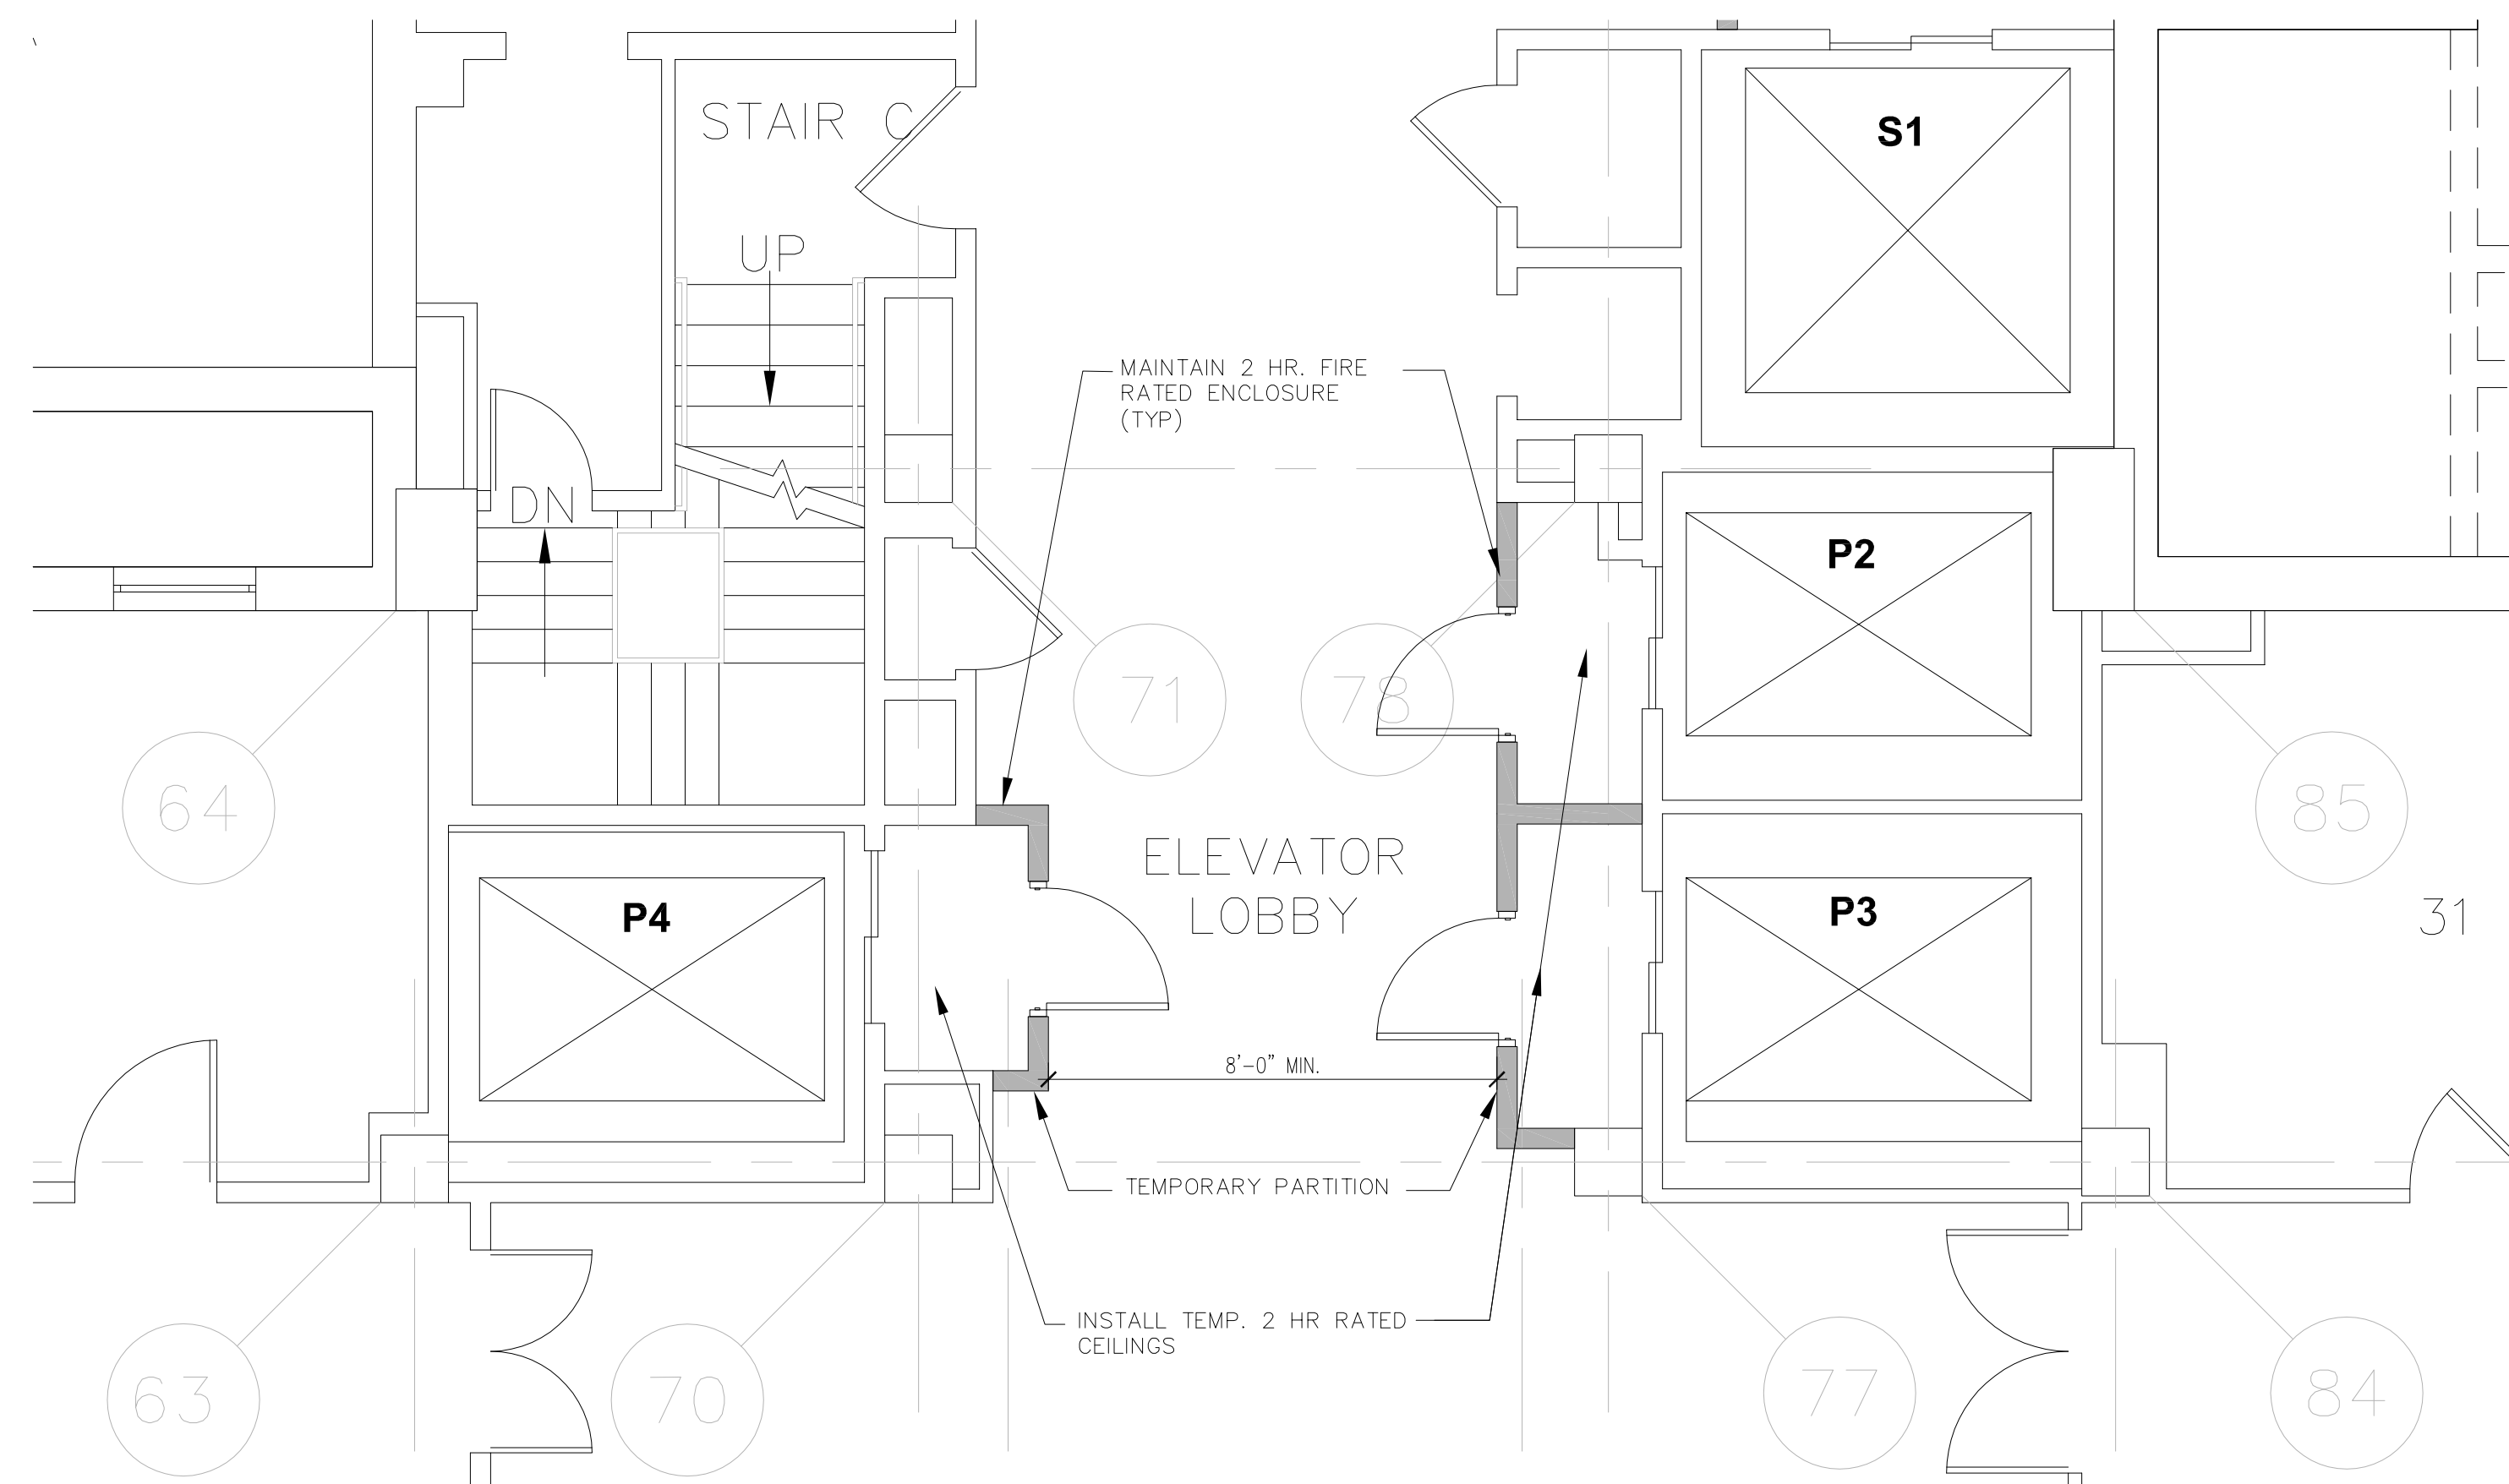 STAIR C
S1
UP
MAINTAIN 2 HR. FIRE
RATED ENCLOSURE
(TYP)
DN
P2
71
78
64
85
ELEVATOR
LOBBY
P4
P3
31
8'-0" MIN.
TEMPORARY PARTITION
INSTALL TEMP. 2 HR RATED
CEILINGS
63
70
77
84